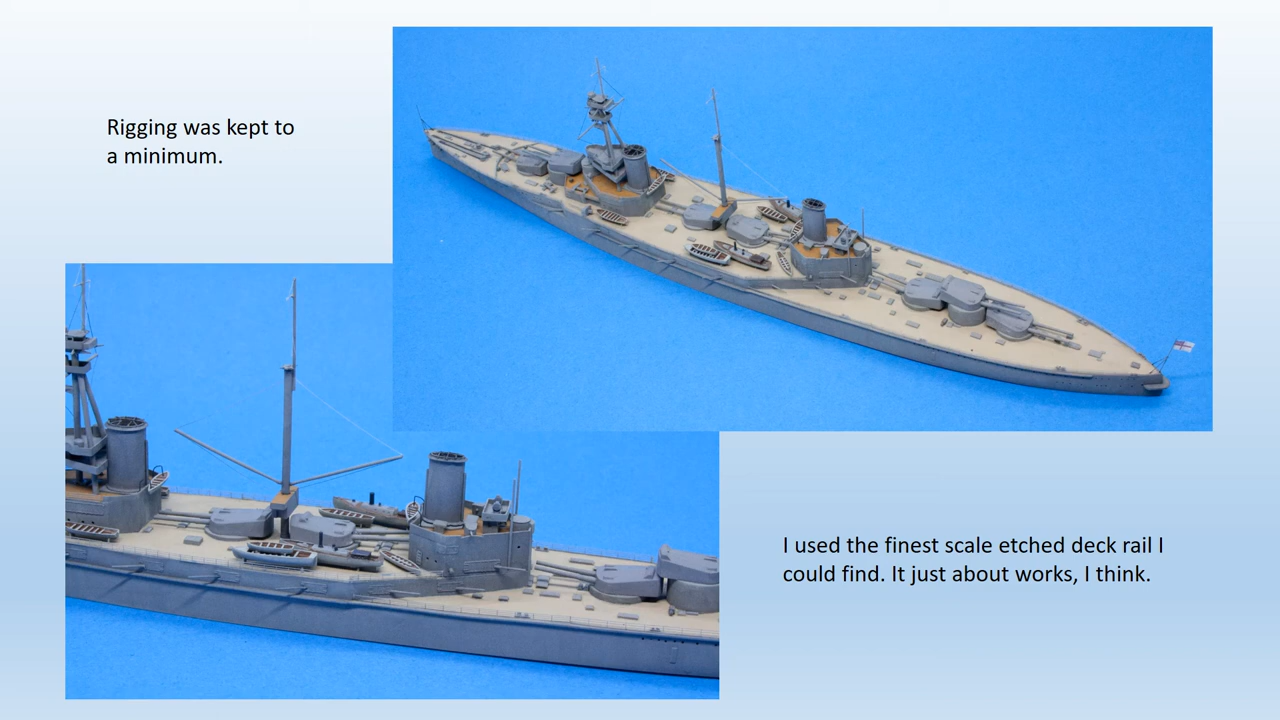 Rigging was kept to
a minimum.
I used the finest scale etched deck rail I
could find. It just about works, I think.